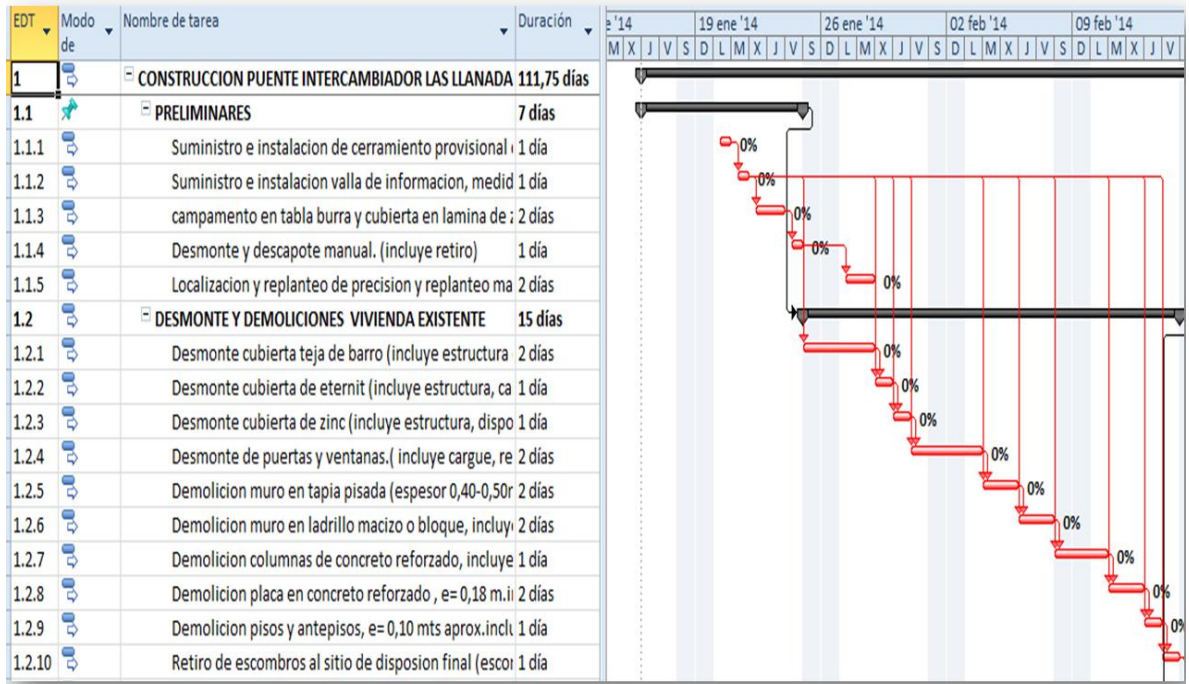 EDT Modo de Nombre de tarea Duración e '14 19 ene '14 26 ene '14 02 feb '14 09 feb '14
M X J V S D L M X J V S D L M X J V S D L M X J V S D L M X J V
1 CONSTRUCCION PUENTE INTERCAMBIADOR LAS LLANADA 111,75 días
1.1 PRELIMINARES 7 días
1.1.1 Suministro e instalacion de cerramiento provisional 1 día 0%
1.1.2 Suministro e instalacion valla de informacion, medid 1 día 0%
1.1.3 campamento en tabla burra y cubierta en lamina de z 2 días 0%
1.1.4 Desmonte y descapote manual. (incluye retiro) 1 día 0%
1.1.5 Localizacion y replanteo de precision y replanteo ma 2 días 0%
1.2 DESMONTE Y DEMOLICIONES VIVIENDA EXISTENTE 15 días
1.2.1 Desmonte cubierta teja de barro (incluye estructura 2 días 0%
1.2.2 Desmonte cubierta de eternit (incluye estructura, ca 1 día 0%
1.2.3 Desmonte cubierta de zinc (incluye estructura, dispo 1 día 0%
1.2.4 Desmonte de puertas y ventanas.( incluye cargue, re 2 días 0%
1.2.5 Demolicion muro en tapia pisada (espesor 0,40-0,50m 2 días 0%
1.2.6 Demolicion muro en ladrillo macizo o bloque, incluy 2 días 0%
1.2.7 Demolicion columnas de concreto reforzado, incluye 1 día 0%
1.2.8 Demolicion placa en concreto reforzado , e= 0,18 m.i 2 días 0%
1.2.9 Demolicion pisos y antepisos, e= 0,10 mts aprox.inclu 1 día 0%
1.2.10 Retiro de escombros al sitio de disposion final (escor 1 día